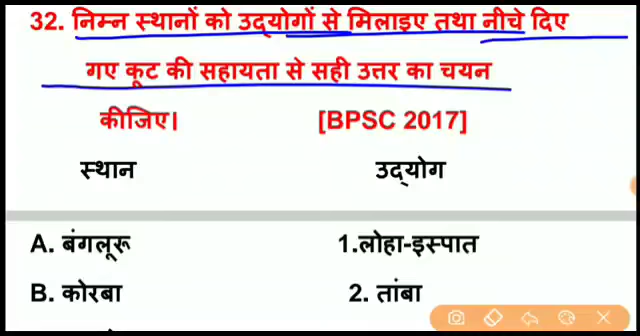 32. निम्न स्थानों को उद्योगों से मिलाइए तथा नीचे दिए
गए कूट की सहायता से सही उत्तर का चयन
कीजिए। [BPSC 2017]
स्थान उद्योग
A. बंगलूरू 1.लोहा-इस्पात
B. कोरबा 2. तांबा